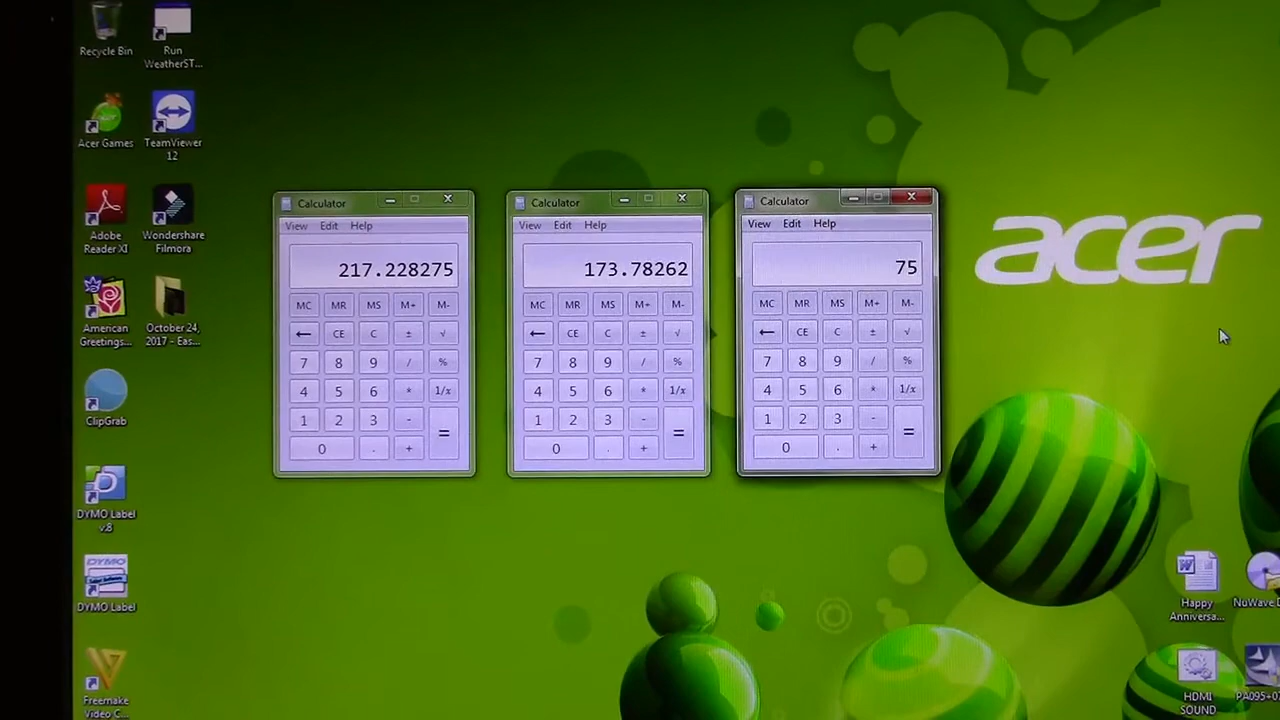 Recycle Bin
Run
WeatherST...
Acer Games
TeamViewer
12
Adobe
Reader XI
Wondershare
Filmora
American
Greetings...
October 24,
2017 - Eas...
ClipGrab
DYMO Label
v.8
DYMO
DYMO Label
Freemake
Video C...
Calculator
View Edit Help
217.228275
MC MR MS M+ M-
← CE C ± √
7 8 9 / %
4 5 6 * 1/x
1 2 3 - =
0 . +
Calculator
View Edit Help
173.78262
MC MR MS M+ M-
← CE C ± √
7 8 9 / %
4 5 6 * 1/x
1 2 3 - =
0 . +
Calculator
View Edit Help
75
MC MR MS M+ M-
← CE C ± √
7 8 9 / %
4 5 6 * 1/x
1 2 3 - =
0 . +
acer
Happy
Anniversa...
NuWave
HDMI
SOUND